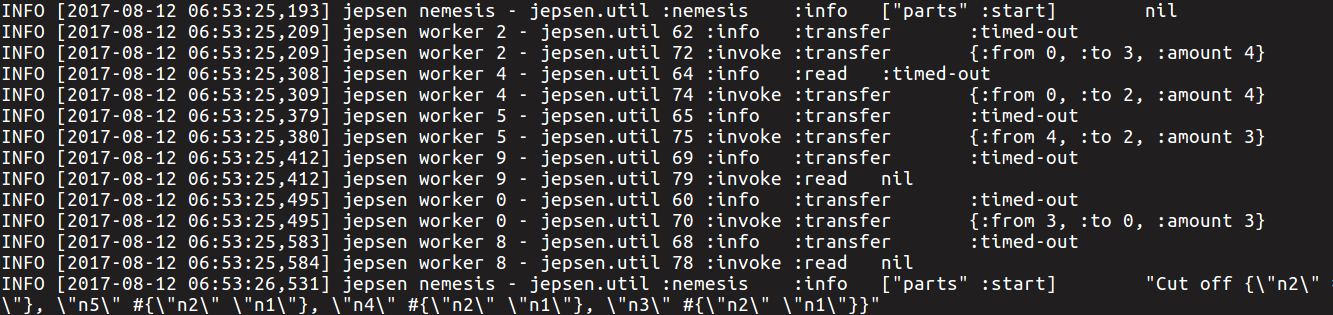 INFO [2017-08-12 06:53:25,193] jepsen nemesis - jepsen.util :nemesis :info ["parts" :start] nil
INFO [2017-08-12 06:53:25,209] jepsen worker 2 - jepsen.util 62 :info :transfer :timed-out
INFO [2017-08-12 06:53:25,209] jepsen worker 2 - jepsen.util 72 :invoke :transfer {:from 0, :to 3, :amount 4}
INFO [2017-08-12 06:53:25,308] jepsen worker 4 - jepsen.util 64 :info :read :timed-out
INFO [2017-08-12 06:53:25,309] jepsen worker 4 - jepsen.util 74 :invoke :transfer {:from 0, :to 2, :amount 4}
INFO [2017-08-12 06:53:25,379] jepsen worker 5 - jepsen.util 65 :info :transfer :timed-out
INFO [2017-08-12 06:53:25,380] jepsen worker 5 - jepsen.util 75 :invoke :transfer {:from 4, :to 2, :amount 3}
INFO [2017-08-12 06:53:25,412] jepsen worker 9 - jepsen.util 69 :info :transfer :timed-out
INFO [2017-08-12 06:53:25,412] jepsen worker 9 - jepsen.util 79 :invoke :read nil
INFO [2017-08-12 06:53:25,495] jepsen worker 0 - jepsen.util 60 :info :transfer :timed-out
INFO [2017-08-12 06:53:25,495] jepsen worker 0 - jepsen.util 70 :invoke :transfer {:from 3, :to 0, :amount 3}
INFO [2017-08-12 06:53:25,583] jepsen worker 8 - jepsen.util 68 :info :transfer :timed-out
INFO [2017-08-12 06:53:25,584] jepsen worker 8 - jepsen.util 78 :invoke :read nil
INFO [2017-08-12 06:53:26,531] jepsen nemesis - jepsen.util :nemesis :info ["parts" :start] "Cut off {\"n2\"
\"}, \"n5\" #{\"n2\" \"n1\"}, \"n4\" #{\"n2\" \"n1\"}, \"n3\" #{\"n2\" \"n1\"}}"